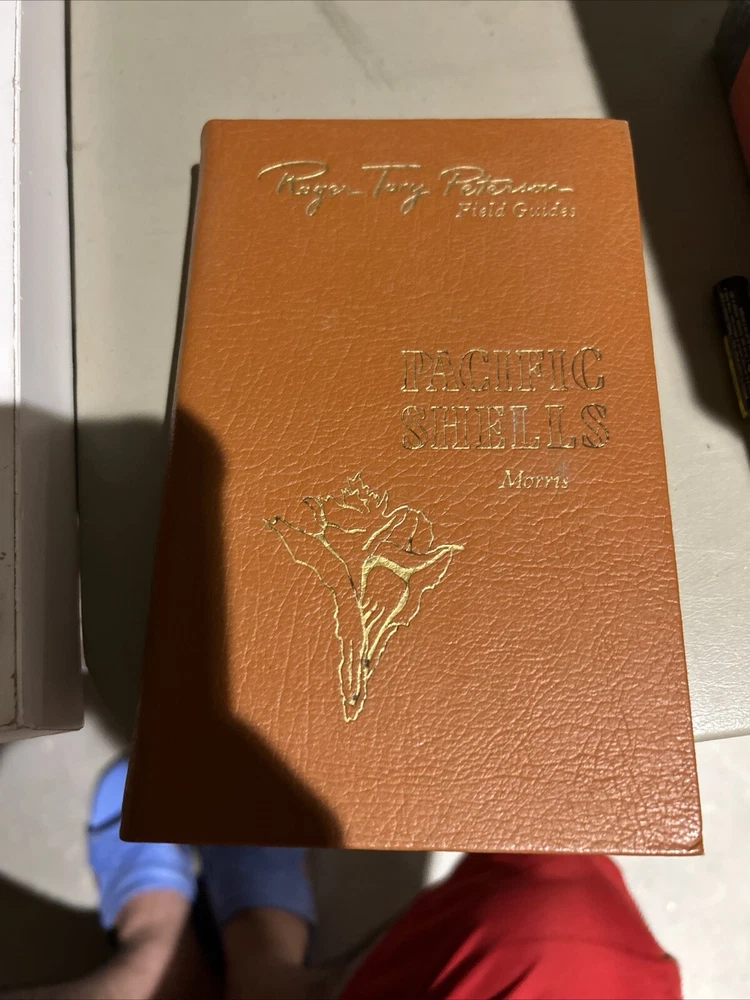 Roger Tory Peterson
Field Guides
PACIFIC
SHELLS
Morris